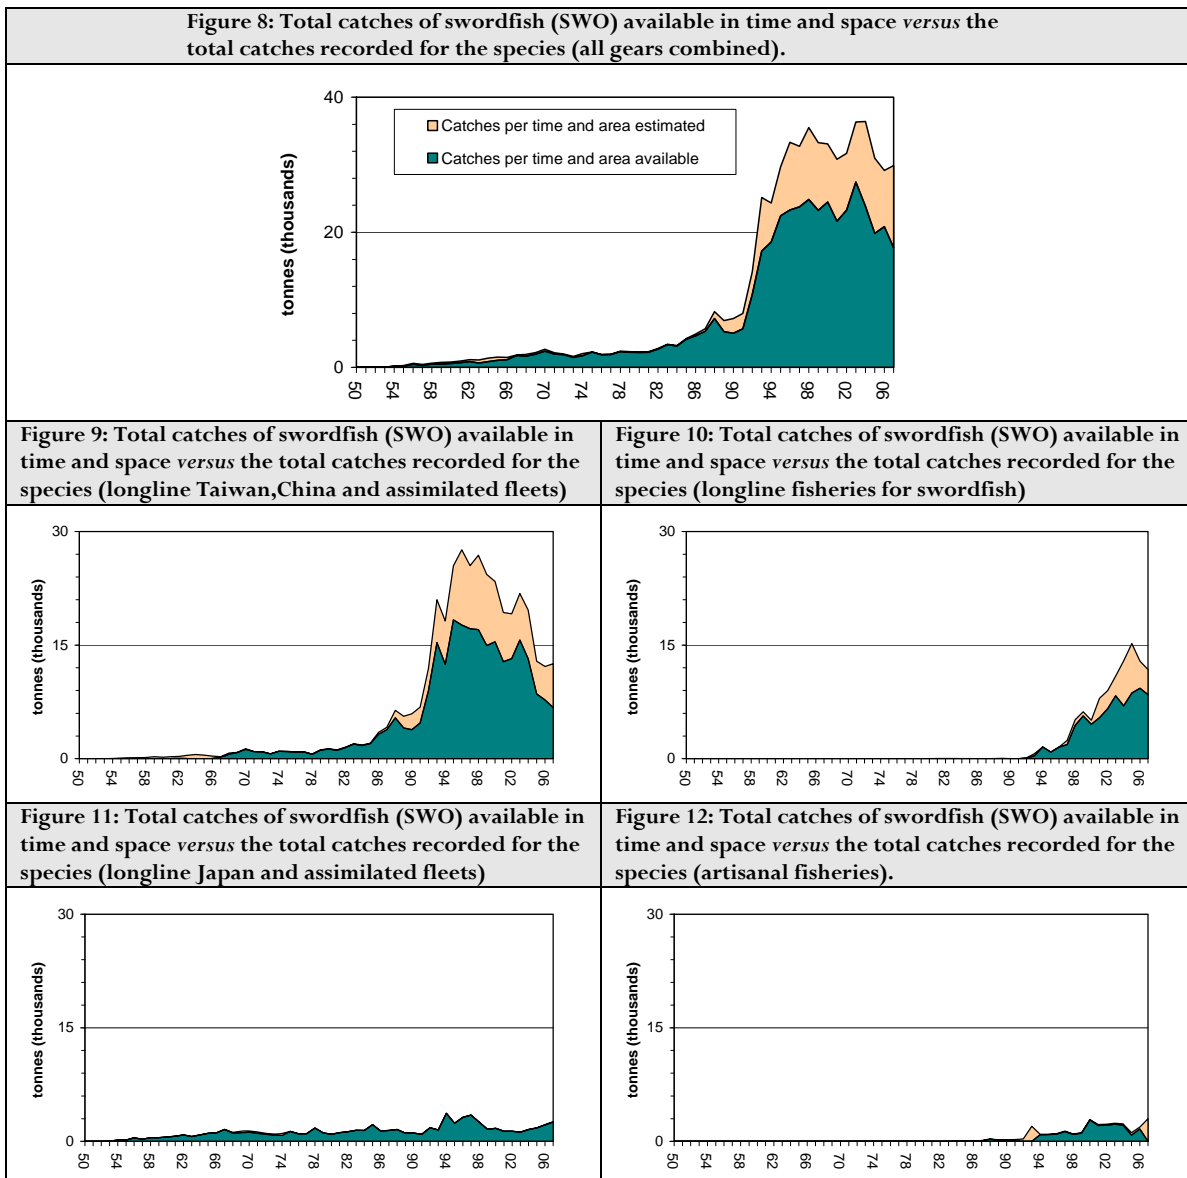 Figure 8: Total catches of swordfish (SWO) available in time and space versus the
total catches recorded for the species (all gears combined).
40
20
0
tonnes (thousands)
Catches per time and area estimated
Catches per time and area available
50 54 58 62 66 70 74 78 82 86 90 94 98 02 06
Figure 9: Total catches of swordfish (SWO) available in
time and space versus the total catches recorded for the
species (longline Taiwan,China and assimilated fleets)
30
15
0
tonnes (thousands)
50 54 58 62 66 70 74 78 82 86 90 94 98 02 06
Figure 10: Total catches of swordfish (SWO) available in
time and space versus the total catches recorded for the
species (longline fisheries for swordfish)
30
15
0
tonnes (thousands)
50 54 58 62 66 70 74 78 82 86 90 94 98 02 06
Figure 11: Total catches of swordfish (SWO) available in
time and space versus the total catches recorded for the
species (longline Japan and assimilated fleets)
30
15
0
tonnes (thousands)
50 54 58 62 66 70 74 78 82 86 90 94 98 02 06
Figure 12: Total catches of swordfish (SWO) available in
time and space versus the total catches recorded for the
species (artisanal fisheries).
30
15
0
tonnes (thousands)
50 54 58 62 66 70 74 78 82 86 90 94 98 02 06